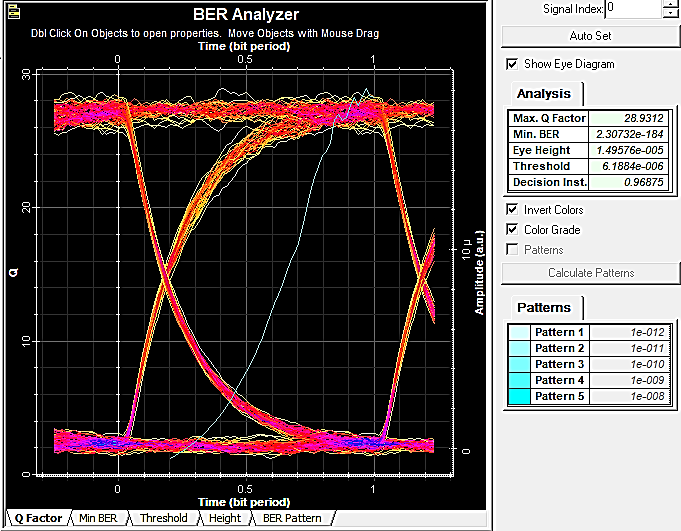 BER Analyzer
Dbl Click On Objects to open properties. Move Objects with Mouse Drag
Time (bit period)
0 0.5 1
30
20
10
0
Q
10 µ
0
Amplitude (a.u.)
0 0.5 1
Time (bit period)
Q Factor Min BER Threshold Height BER Pattern
Signal Index: 0
Auto Set
Show Eye Diagram
Analysis
Max. Q Factor 28.9312
Min. BER 2.30732e-184
Eye Height 1.49576e-005
Threshold 6.1884e-006
Decision Inst. 0.96875
Invert Colors
Color Grade
Patterns
Calculate Patterns
Patterns
Pattern 1 1e-012
Pattern 2 1e-011
Pattern 3 1e-010
Pattern 4 1e-009
Pattern 5 1e-008